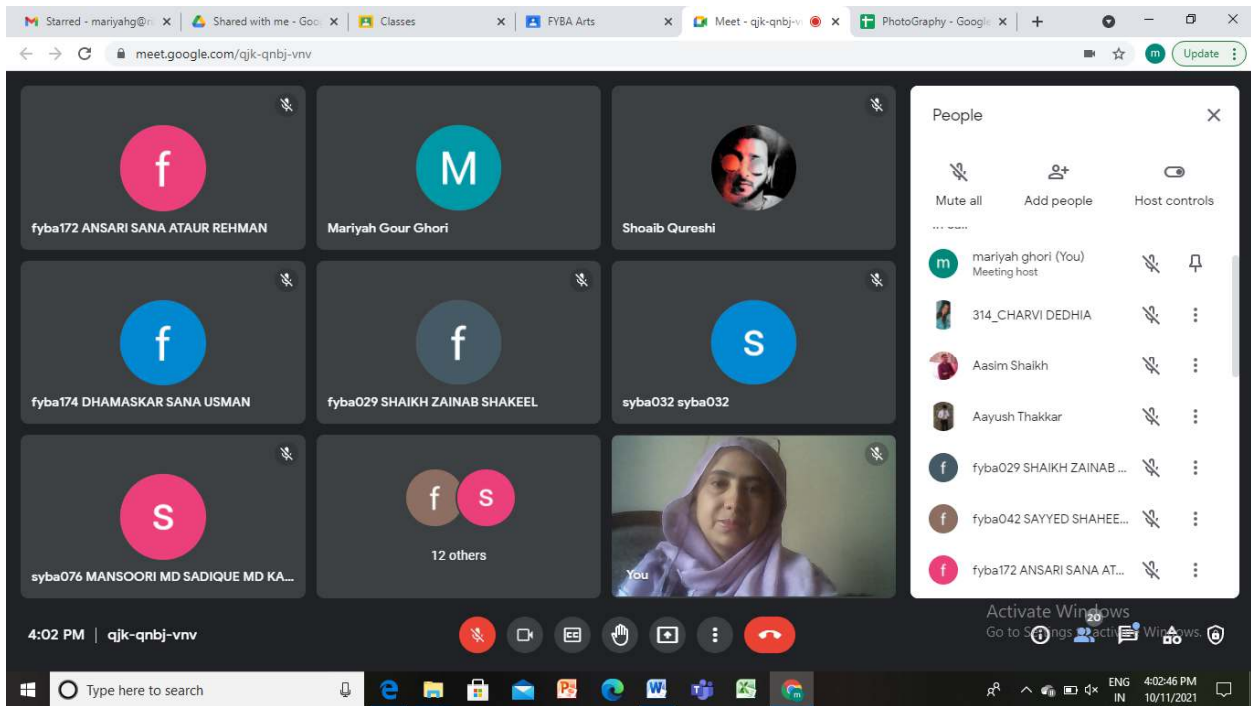 Starred - mariyahg@r
Shared with me - Goo
Classes
FYBA Arts
Meet - qjk-qnbj-v
PhotoGraphy - Google
meet.google.com/qjk-qnbj-vnv
m
Update
f
fyba172 ANSARI SANA ATAUR REHMAN
M
Mariyah Gour Ghori
Shoaib Qureshi
f
fyba174 DHAMASKAR SANA USMAN
f
fyba029 SHAIKH ZAINAB SHAKEEL
s
syba032 syba032
s
syba076 MANSOORI MD SADIQUE MD KA...
f s
12 others
You
People
Mute all
Add people
Host controls
m
mariyah ghori (You)
Meeting host
314_CHARVI DEDHIA
Aasim Shaikh
Aayush Thakkar
f
fyba029 SHAIKH ZAINAB ...
f
fyba042 SAYYED SHAHEE...
f
fyba172 ANSARI SANA AT...
Activate Windows
Go to Settings to activate Windows.
20
4:02 PM | qjk-qnbj-vnv
CC
Type here to search
ENG
IN
4:02:46 PM
10/11/2021